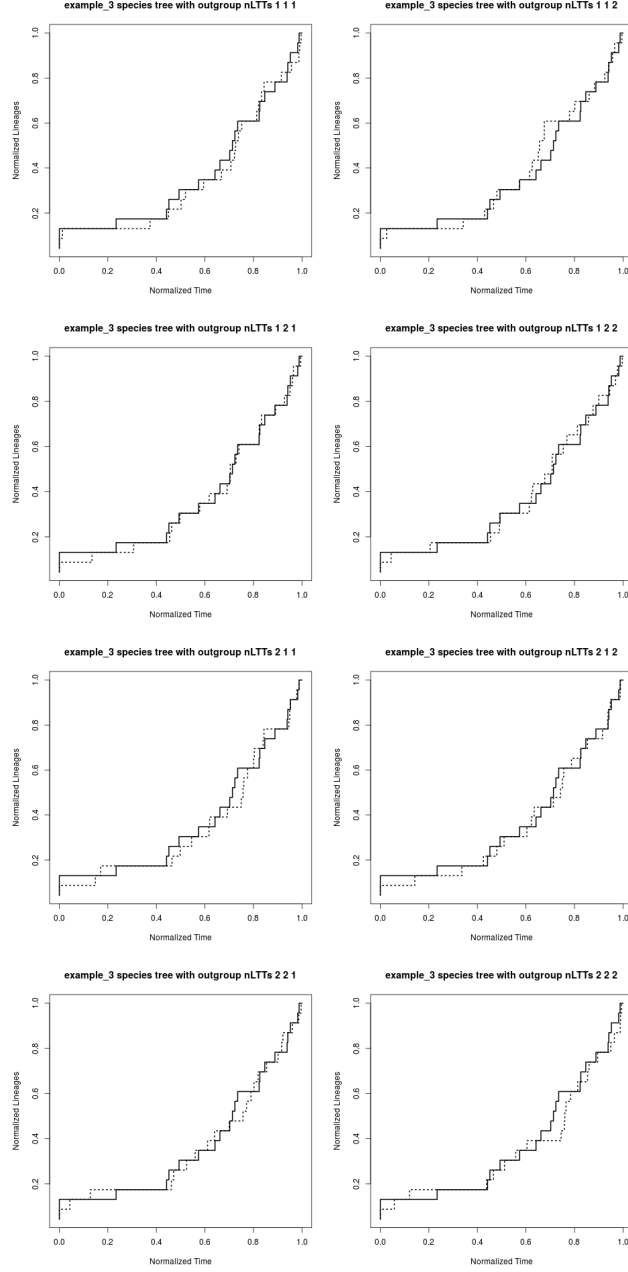 example_3 species tree with outgroup nLTTs 1 1 1
Normalized Lineages
1.0
0.8
0.6
0.4
0.2
0.0 0.2 0.4 0.6 0.8 1.0
Normalized Time
example_3 species tree with outgroup nLTTs 1 1 2
Normalized Lineages
1.0
0.8
0.6
0.4
0.2
0.0 0.2 0.4 0.6 0.8 1.0
Normalized Time
example_3 species tree with outgroup nLTTs 1 2 1
Normalized Lineages
1.0
0.8
0.6
0.4
0.2
0.0 0.2 0.4 0.6 0.8 1.0
Normalized Time
example_3 species tree with outgroup nLTTs 1 2 2
Normalized Lineages
1.0
0.8
0.6
0.4
0.2
0.0 0.2 0.4 0.6 0.8 1.0
Normalized Time
example_3 species tree with outgroup nLTTs 2 1 1
Normalized Lineages
1.0
0.8
0.6
0.4
0.2
0.0 0.2 0.4 0.6 0.8 1.0
Normalized Time
example_3 species tree with outgroup nLTTs 2 1 2
Normalized Lineages
1.0
0.8
0.6
0.4
0.2
0.0 0.2 0.4 0.6 0.8 1.0
Normalized Time
example_3 species tree with outgroup nLTTs 2 2 1
Normalized Lineages
1.0
0.8
0.6
0.4
0.2
0.0 0.2 0.4 0.6 0.8 1.0
Normalized Time
example_3 species tree with outgroup nLTTs 2 2 2
Normalized Lineages
1.0
0.8
0.6
0.4
0.2
0.0 0.2 0.4 0.6 0.8 1.0
Normalized Time